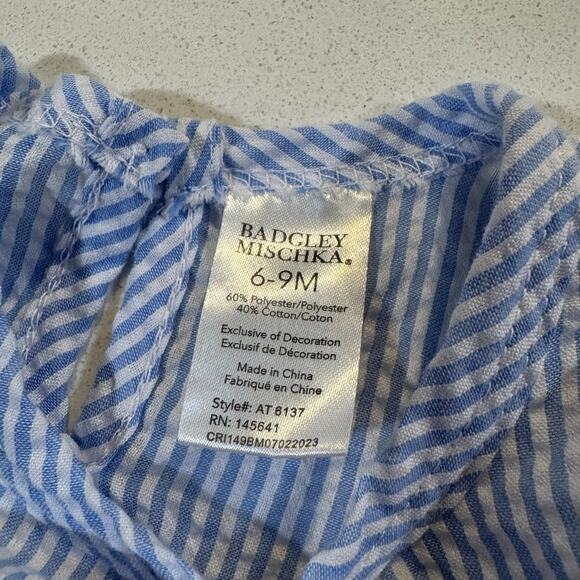 BADGLEY
MISCHKA®
6-9M
60% Polyester/Polyester
40% Cotton/Coton
Exclusive of Decoration
Exclusif de Décoration
Made in China
Fabriqué en Chine
Style#: AT 6137
RN: 145641
CRI149BM07022023